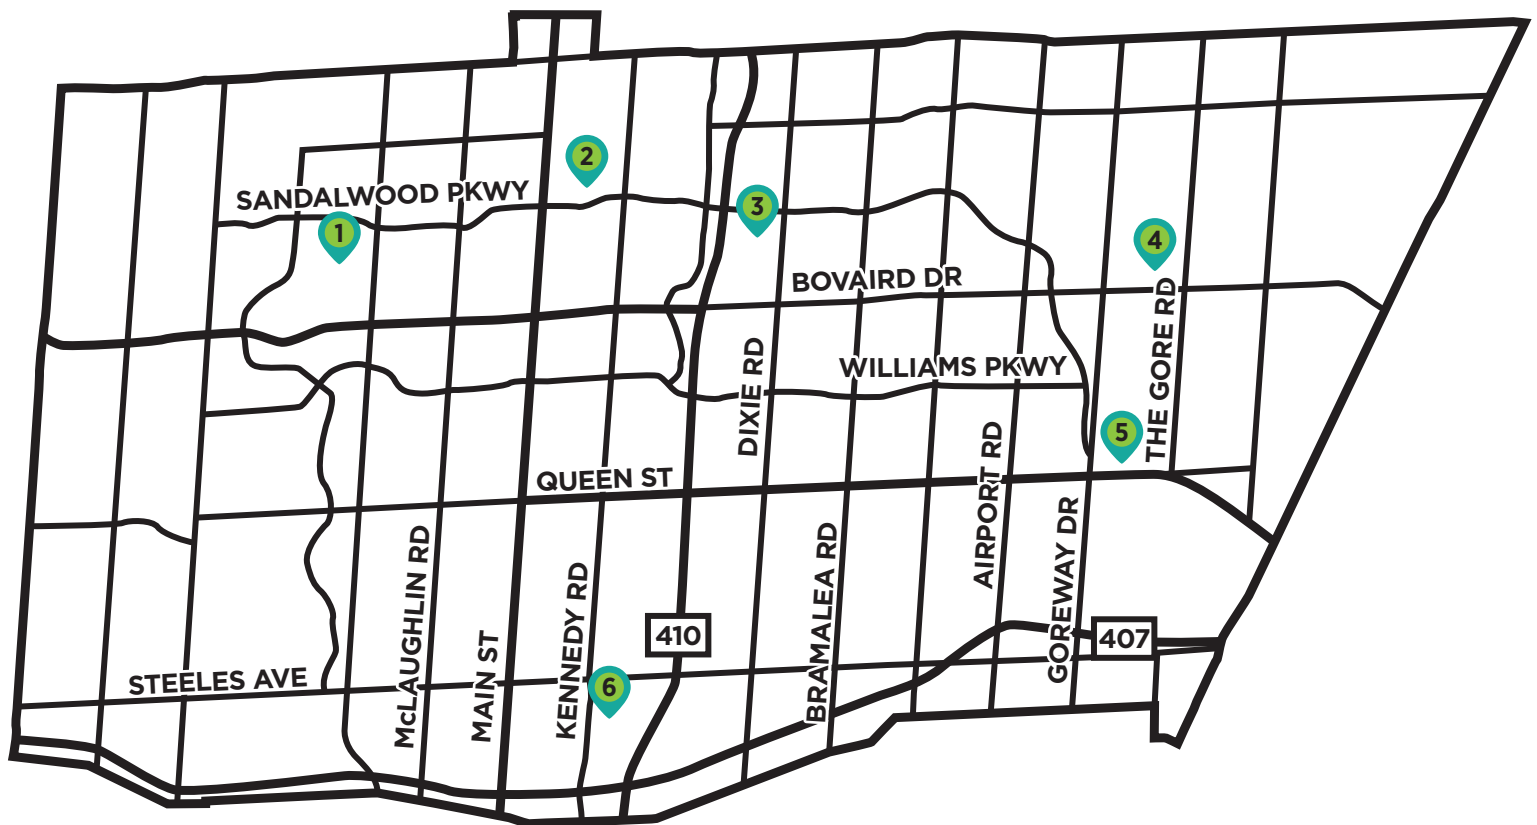 2
SANDALWOOD PKWY
3
1
4
BOVAIRD DR
THE GORE RD
DIXIE RD
WILLIAMS PKWY
5
QUEEN ST
AIRPORT RD
McLAUGHLIN RD
BRAMALEA RD
GOREWAY DR
KENNEDY RD
MAIN ST
410
407
STEELES AVE
6